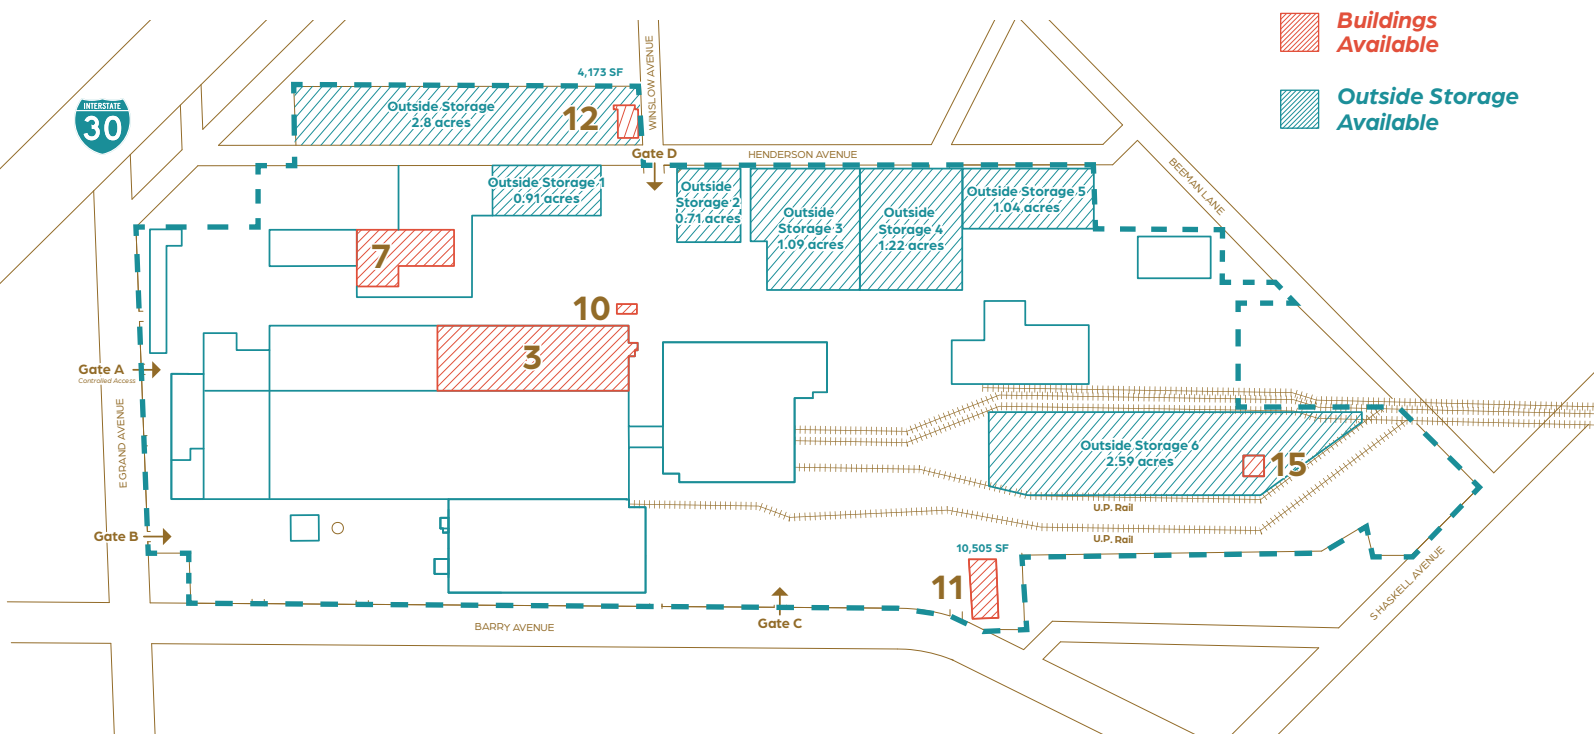 Buildings
Available
Outside Storage
Available
INTERSTATE
30
4,173 SF
Outside Storage
2.8 acres
12
WINSLOW AVENUE
Gate D
HENDERSON AVENUE
BEEMAN LANE
Outside Storage 1
0.91 acres
Outside
Storage 2
0.71 acres
Outside
Storage 3
1.09 acres
Outside
Storage 4
1.22 acres
Outside Storage 5
1.04 acres
7
10
3
Gate A
Controlled Access
E GRAND AVENUE
Gate B
Outside Storage 6
2.59 acres
15
U.P. Rail
U.P. Rail
10,505 SF
11
Gate C
BARRY AVENUE
S HASKELL AVENUE